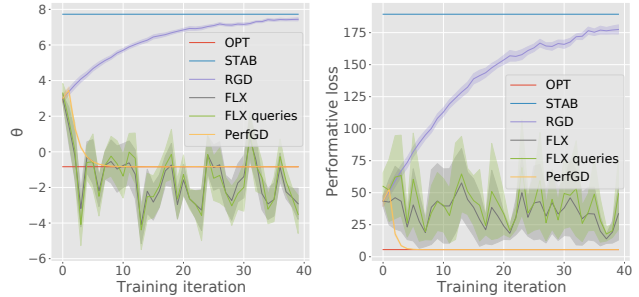 8
6
4
2
0
−2
−4
−6
θ
0
10
20
30
40
Training iteration
OPT
STAB
RGD
FLX
FLX queries
PerfGD
175
150
125
100
75
50
25
0
Performative loss
0
10
20
30
40
Training iteration
OPT
STAB
RGD
FLX
FLX queries
PerfGD